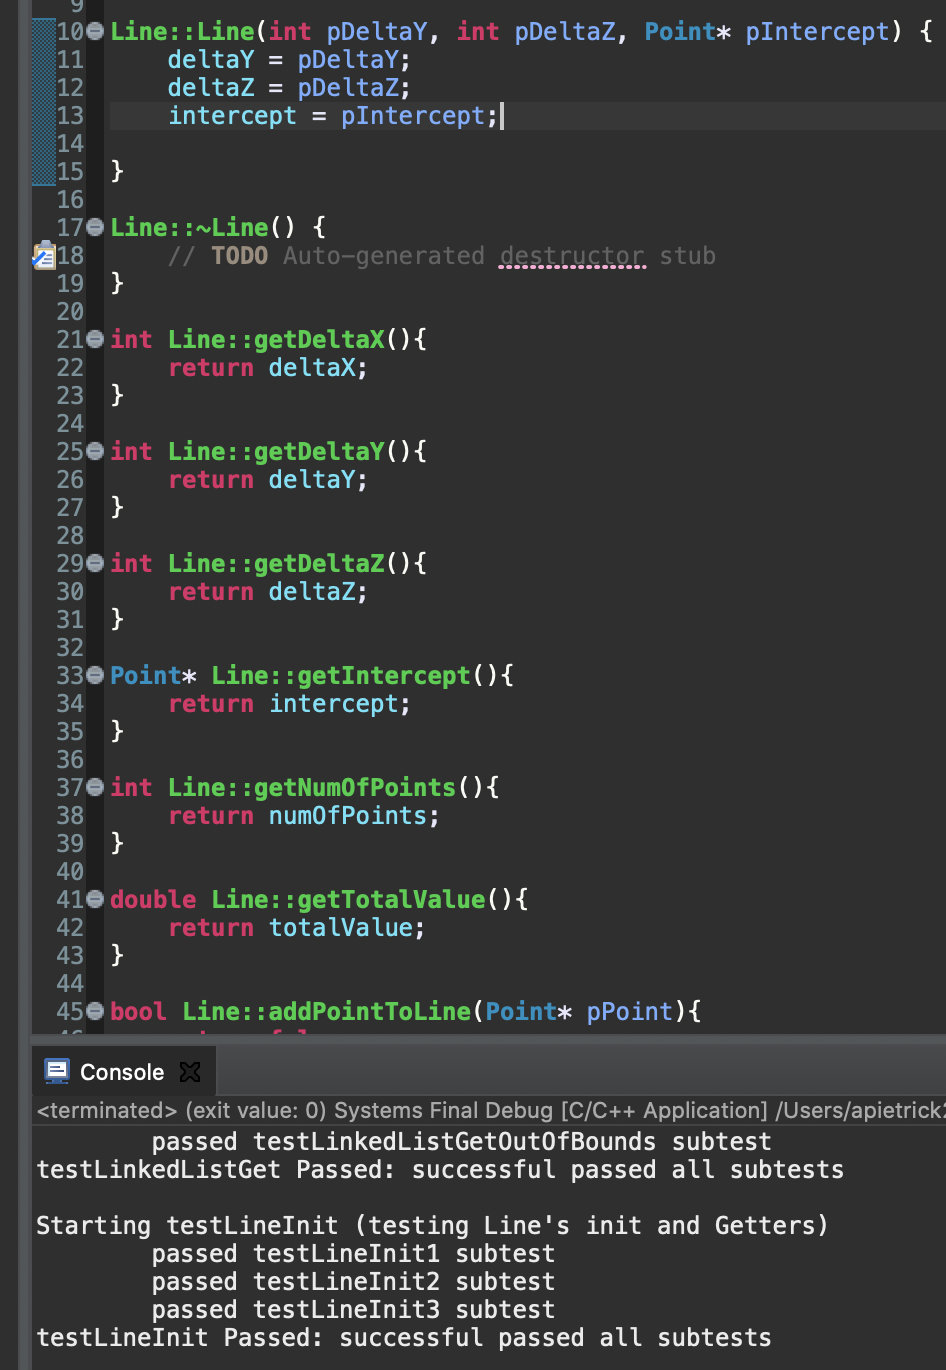 9
10 Line::Line(int pDeltaY, int pDeltaZ, Point* pIntercept) {
11 deltaY = pDeltaY;
12 deltaZ = pDeltaZ;
13 intercept = pIntercept;
14
15 }
16
17 Line::~Line() {
18 // TODO Auto-generated destructor stub
19 }
20
21 int Line::getDeltaX(){
22 return deltaX;
23 }
24
25 int Line::getDeltaY(){
26 return deltaY;
27 }
28
29 int Line::getDeltaZ(){
30 return deltaZ;
31 }
32
33 Point* Line::getIntercept(){
34 return intercept;
35 }
36
37 int Line::getNumOfPoints(){
38 return numOfPoints;
39 }
40
41 double Line::getTotalValue(){
42 return totalValue;
43 }
44
45 bool Line::addPointToLine(Point* pPoint){
Console
<terminated> (exit value: 0) Systems Final Debug [C/C++ Application] /Users/apietrick2
passed testLinkedListGetOutOfBounds subtest
testLinkedListGet Passed: successful passed all subtests
Starting testLineInit (testing Line's init and Getters)
passed testLineInit1 subtest
passed testLineInit2 subtest
passed testLineInit3 subtest
testLineInit Passed: successful passed all subtests